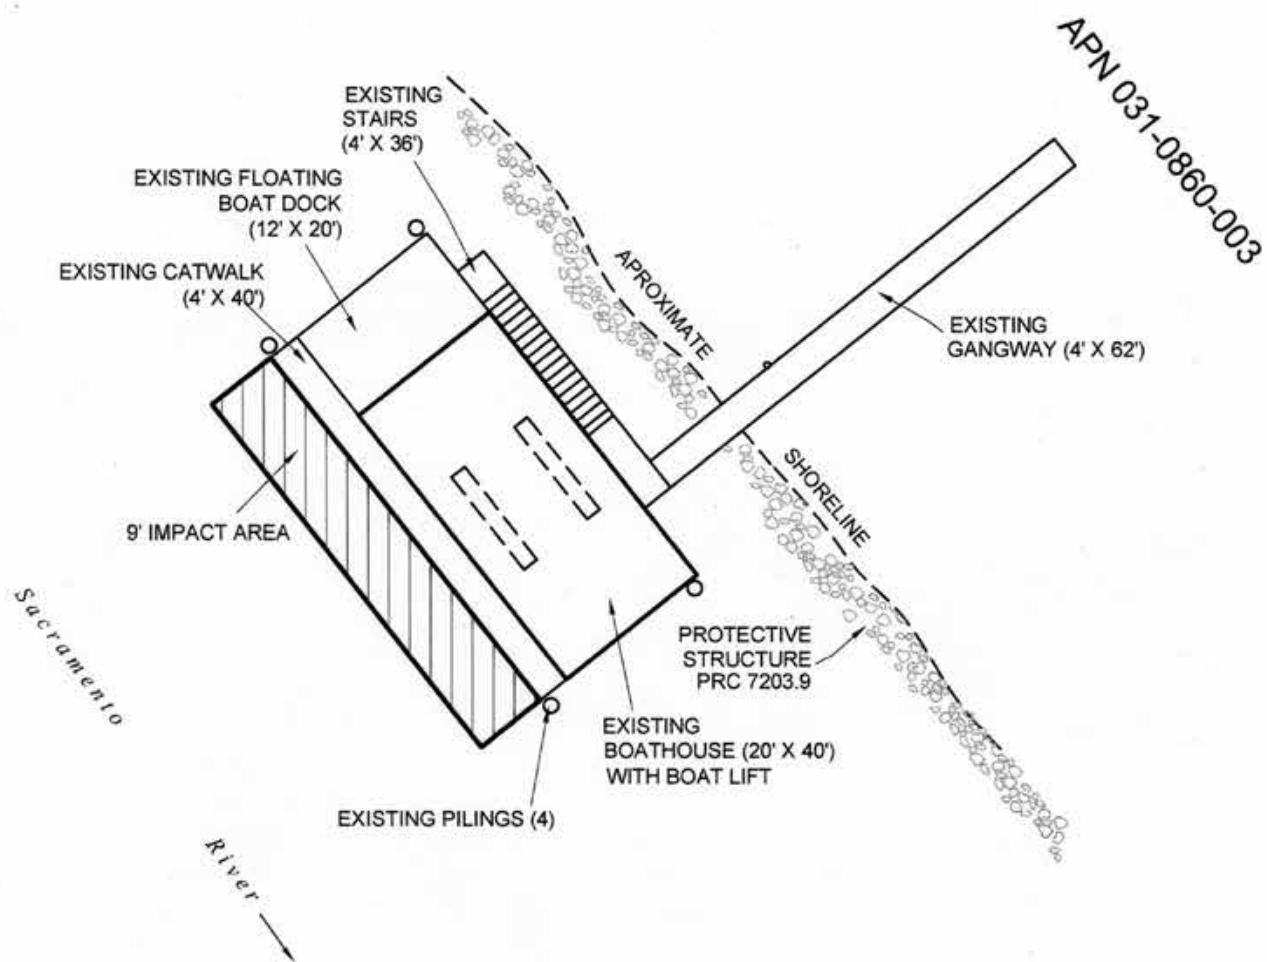 APN 031-0860-003
EXISTING
STAIRS
(4' X 36')
EXISTING FLOATING
BOAT DOCK
(12' X 20')
EXISTING CATWALK
(4' X 40')
APROXIMATE
SHORELINE
EXISTING
GANGWAY (4' X 62')
9' IMPACT AREA
PROTECTIVE
STRUCTURE
PRC 7203.9
EXISTING
BOATHOUSE (20' X 40')
WITH BOAT LIFT
EXISTING PILINGS (4)
Sacramento
River